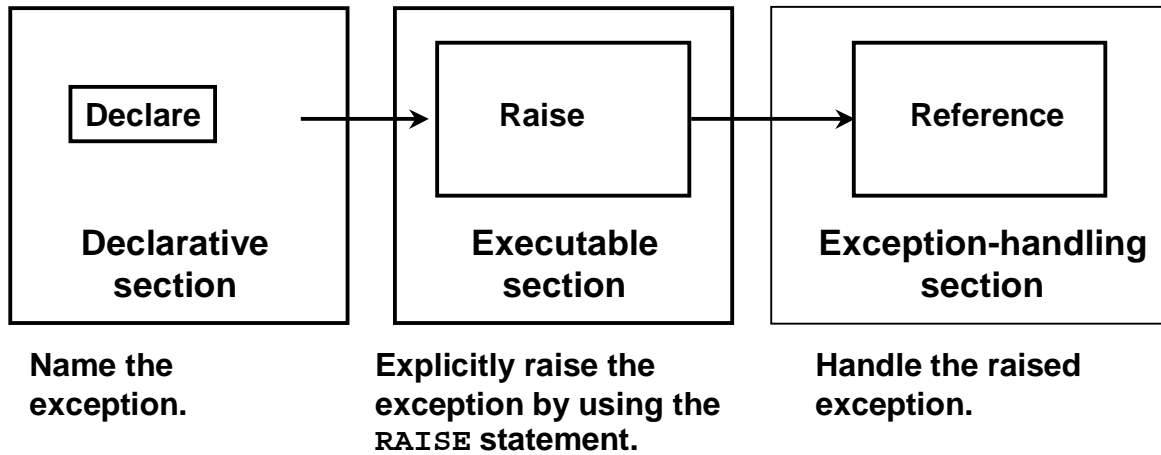 Declare
Declarative
section
Name the
exception.
Raise
Executable
section
Explicitly raise the
exception by using the
RAISE statement.
Reference
Exception-handling
section
Handle the raised
exception.